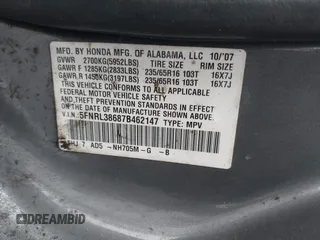 MFD. BY HONDA MFG. OF ALABAMA, LLC 10/'07
GVWR 2700KG(5952LBS) TIRE SIZE RIM SIZE
GAWR F 1285KG(2833LBS) 235/65R16 103T 16X7J
GAWR R 1450KG(3197LBS) 235/65R16 103T 16X7J
THIS VEHICLE CONFORMS TO ALL APPLICABLE
FEDERAL MOTOR VEHICLE SAFETY AND
THEFT PREVENTION STANDARDS IN EFFECT ON
THE DATE OF MANUFACTURE SHOWN ABOVE.
V.I.N.: 5FNRL38687B462147 TYPE: MPV
7 AD5 -NH705M-G -B
DREAMBID